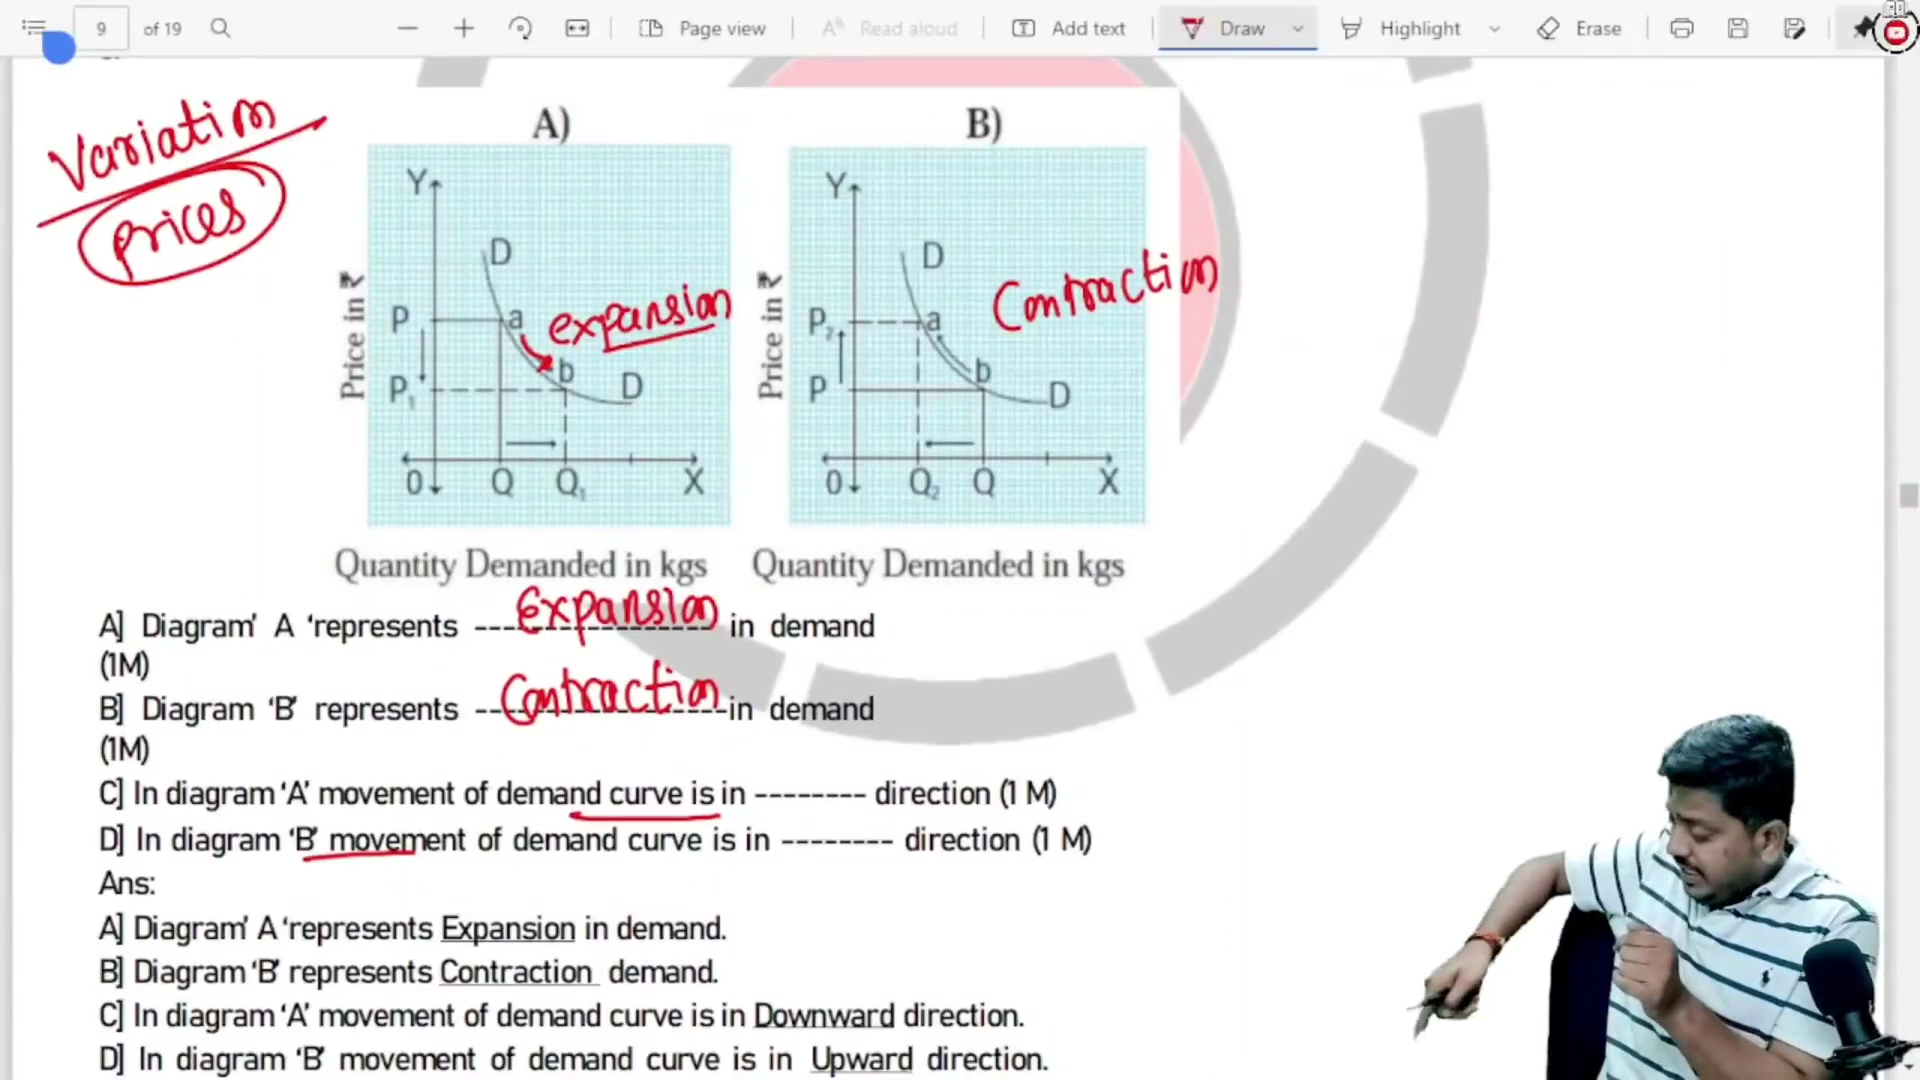 9 of 19
Page view
Read aloud
Add text
Draw
Highlight
Erase
Variation
prices
A)
Y
D
Price in ₹
P
a
expansion
b
P₁
D
0
Q
Q₁
X
Quantity Demanded in kgs
B)
Y
D
Contraction
Price in ₹
P₂
a
b
P
D
0
Q₂
Q
X
Quantity Demanded in kgs
A] Diagram’ A ‘represents -------------------- in demand
Expansion
(1M)
B] Diagram ‘B’ represents --------------------in demand
Contraction
(1M)
C] In diagram ‘A’ movement of demand curve is in -------- direction (1 M)
D] In diagram ‘B’ movement of demand curve is in -------- direction (1 M)
Ans:
A] Diagram’ A ‘represents Expansion in demand.
B] Diagram ‘B’ represents Contraction demand.
C] In diagram ‘A’ movement of demand curve is in Downward direction.
D] In diagram ‘B’ movement of demand curve is in Upward direction.